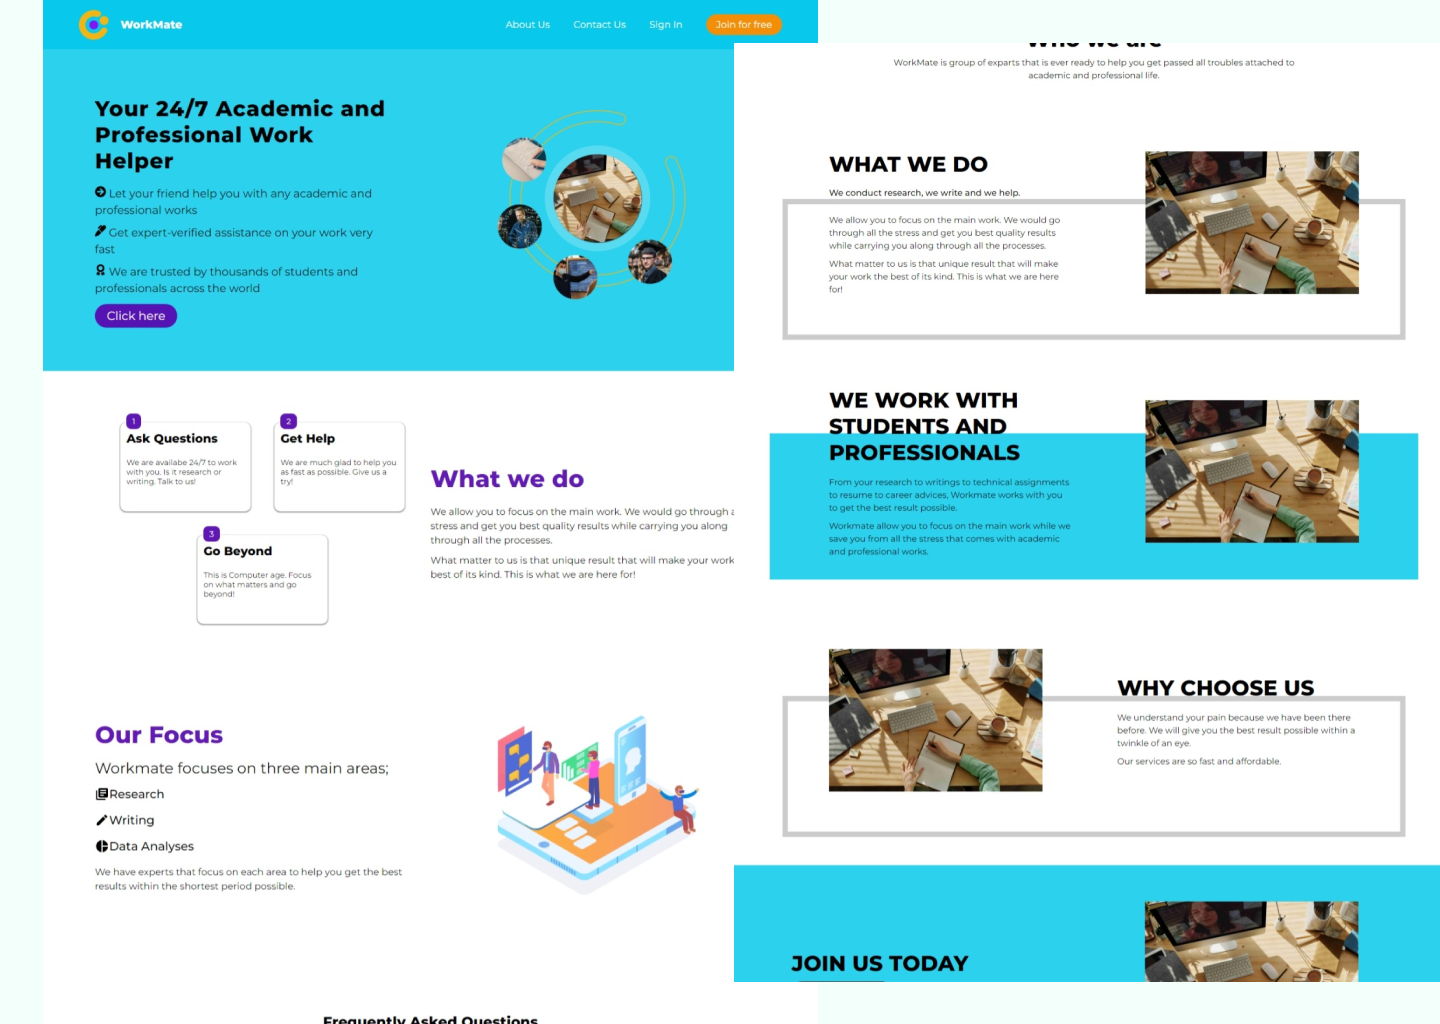 WorkMate
About Us
Contact Us
Sign In
Join for free
Your 24/7 Academic and
Professional Work
Helper
Let your friend help you with any academic and
professional works
Get expert-verified assistance on your work very
fast
We are trusted by thousands of students and
professionals across the world
Click here
1
Ask Questions
We are availabe 24/7 to work
with you. Is it research or
writing. Talk to us!
2
Get Help
We are much glad to help you
as fast as possible. Give us a
try!
3
Go Beyond
This is Computer age. Focus
on what matters and go
beyond!
What we do
We allow you to focus on the main work. We would go through a
stress and get you best quality results while carrying you along
through all the processes.
What matter to us is that unique result that will make your work
best of its kind. This is what we are here for!
Our Focus
Workmate focuses on three main areas;
Research
Writing
Data Analyses
We have experts that focus on each area to help you get the best
results within the shortest period possible.
Frequently Asked Questions
Who we are
WorkMate is group of exparts that is ever ready to help you get passed all troubles attached to
academic and professional life.
WHAT WE DO
We conduct research, we write and we help.
We allow you to focus on the main work. We would go
through all the stress and get you best quality results
while carrying you along through all the processes.
What matter to us is that unique result that will make
your work the best of its kind. This is what we are here
for!
WE WORK WITH
STUDENTS AND
PROFESSIONALS
From your research to writings to technical assignments
to resume to career advices, Workmate works with you
to get the best result possible.
Workmate allow you to focus on the main work while we
save you from all the stress that comes with academic
and professional works.
WHY CHOOSE US
We understand your pain because we have been there
before. We will give you the best result possible within a
twinkle of an eye.
Our services are so fast and affordable.
JOIN US TODAY